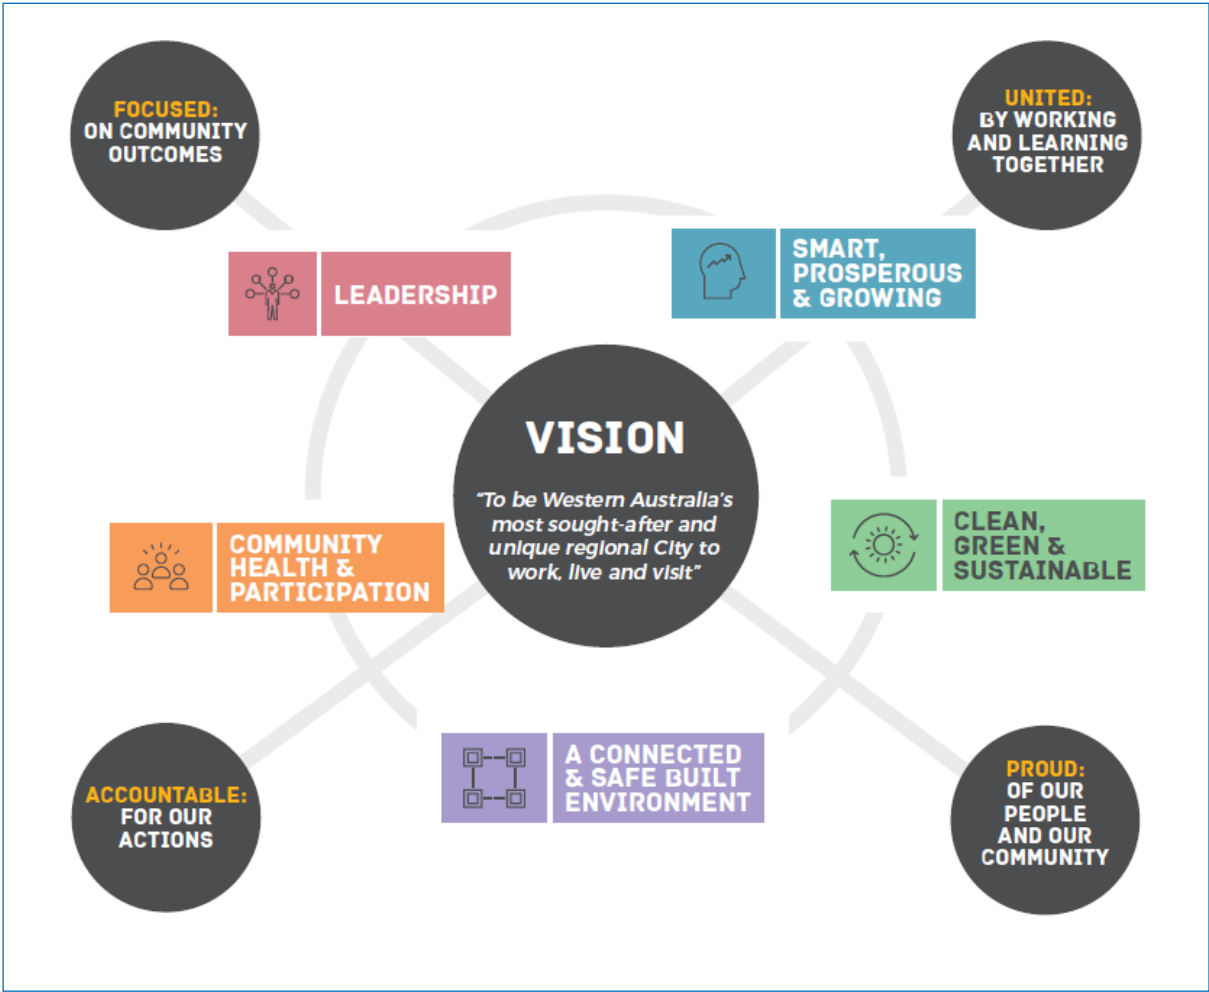 FOCUSED:
ON COMMUNITY
OUTCOMES
UNITED:
BY WORKING
AND LEARNING
TOGETHER
LEADERSHIP
SMART,
PROSPEROUS
& GROWING
VISION
“To be Western Australia's
most sought-after and
unique regional City to
work, live and visit”
COMMUNITY
HEALTH &
PARTICIPATION
CLEAN,
GREEN &
SUSTAINABLE
A CONNECTED
& SAFE BUILT
ENVIRONMENT
ACCOUNTABLE:
FOR OUR
ACTIONS
PROUD:
OF OUR
PEOPLE
AND OUR
COMMUNITY